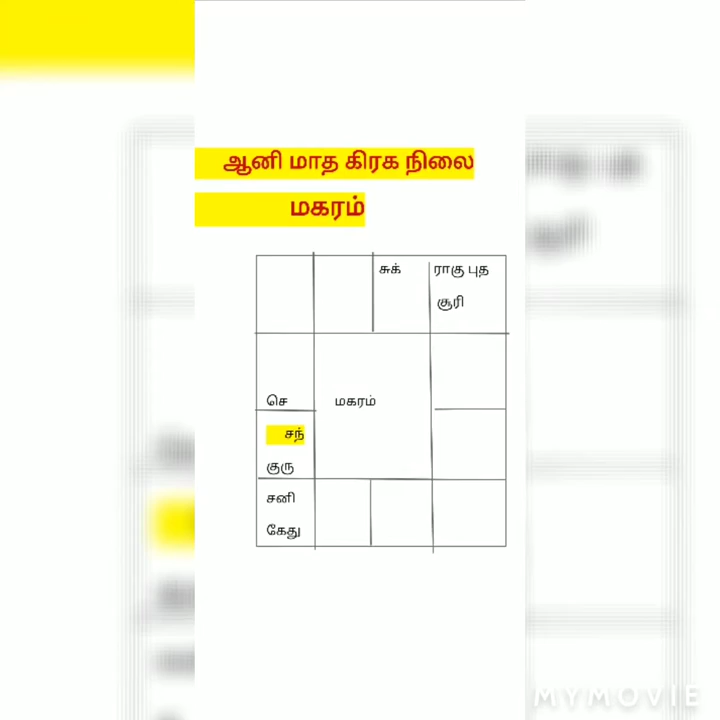 ஆனி மாத கிரக நிலை
மகரம்
சுக் ராகு புத
சூரி
செ மகரம்
சந்
குரு
சனி
கேது
MYMOVIE